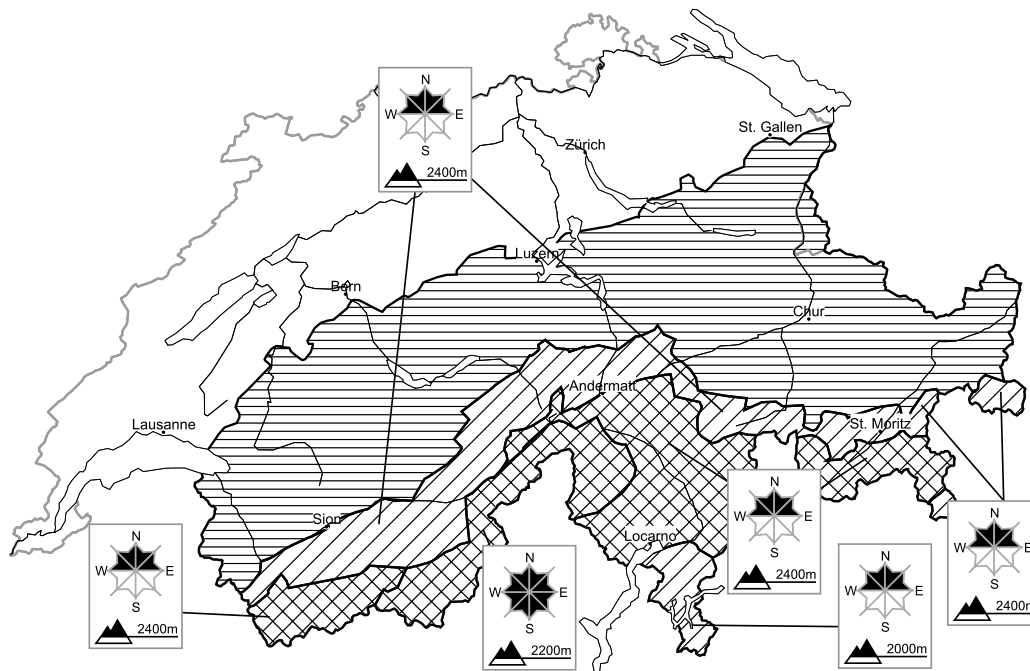 St. Gallen
Zürich
N
W E
S
2400m
Luzern
Bern
Chur
Andermatt
Lausanne
St. Moritz
Sion
Locarno
N
W E
S
2400m
N
W E
S
2400m
N
W E
S
2400m
N
W E
S
2200m
N
W E
S
2000m